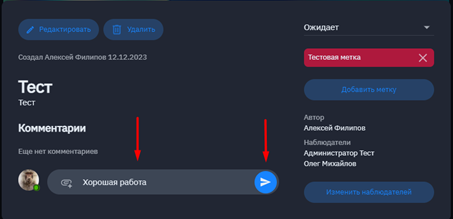 Редактировать
Удалить
Создал Алексей Филипов 12.12.2023
Тест
Тест
Комментарии
Еще нет комментариев
Хорошая работа
Ожидает
Тестовая метка
Добавить метку
Автор
Алексей Филипов
Наблюдатели
Администратор Тест
Олег Михайлов
Изменить наблюдателей